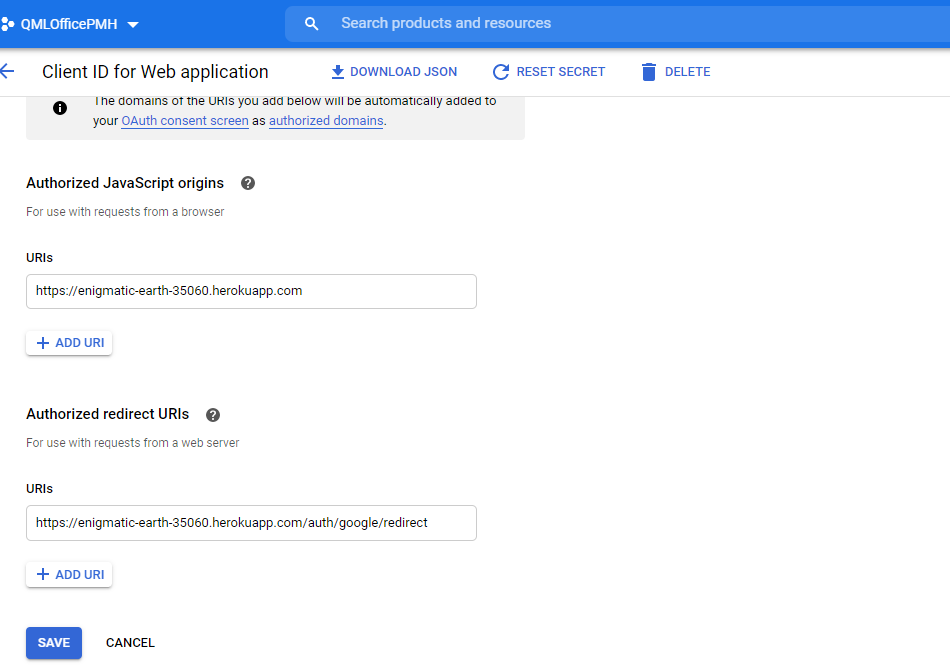 QMLOfficePMH
Search products and resources
Client ID for Web application
DOWNLOAD JSON
RESET SECRET
DELETE
The domains of the URIs you add below will be automatically added to
your OAuth consent screen as authorized domains.
Authorized JavaScript origins
For use with requests from a browser
URIs
https://enigmatic-earth-35060.herokuapp.com
ADD URI
Authorized redirect URIs
For use with requests from a web server
URIs
https://enigmatic-earth-35060.herokuapp.com/auth/google/redirect
ADD URI
SAVE
CANCEL